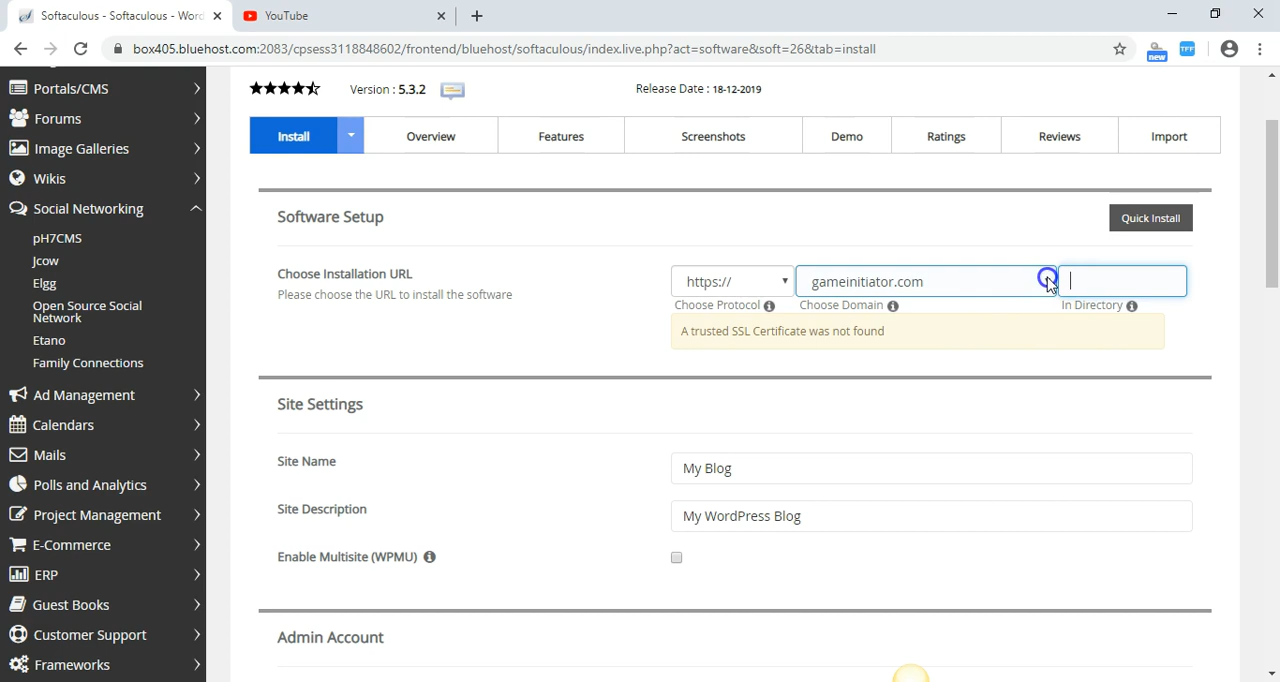 Softaculous - Softaculous - Word
YouTube
box405.bluehost.com:2083/cpsess3118848602/frontend/bluehost/softaculous/index.live.php?act=software&soft=26&tab=install
new
TFF
Portals/CMS
Forums
Image Galleries
Wikis
Social Networking
pH7CMS
Jcow
Elgg
Open Source Social
Network
Etano
Family Connections
Ad Management
Calendars
Mails
Polls and Analytics
Project Management
E-Commerce
ERP
Guest Books
Customer Support
Frameworks
Version : 5.3.2
Release Date : 18-12-2019
Install
Overview
Features
Screenshots
Demo
Ratings
Reviews
Import
Software Setup
Quick Install
Choose Installation URL
Please choose the URL to install the software
https://
gameinitiator.com
Choose Protocol
Choose Domain
In Directory
A trusted SSL Certificate was not found
Site Settings
Site Name
My Blog
Site Description
My WordPress Blog
Enable Multisite (WPMU)
Admin Account